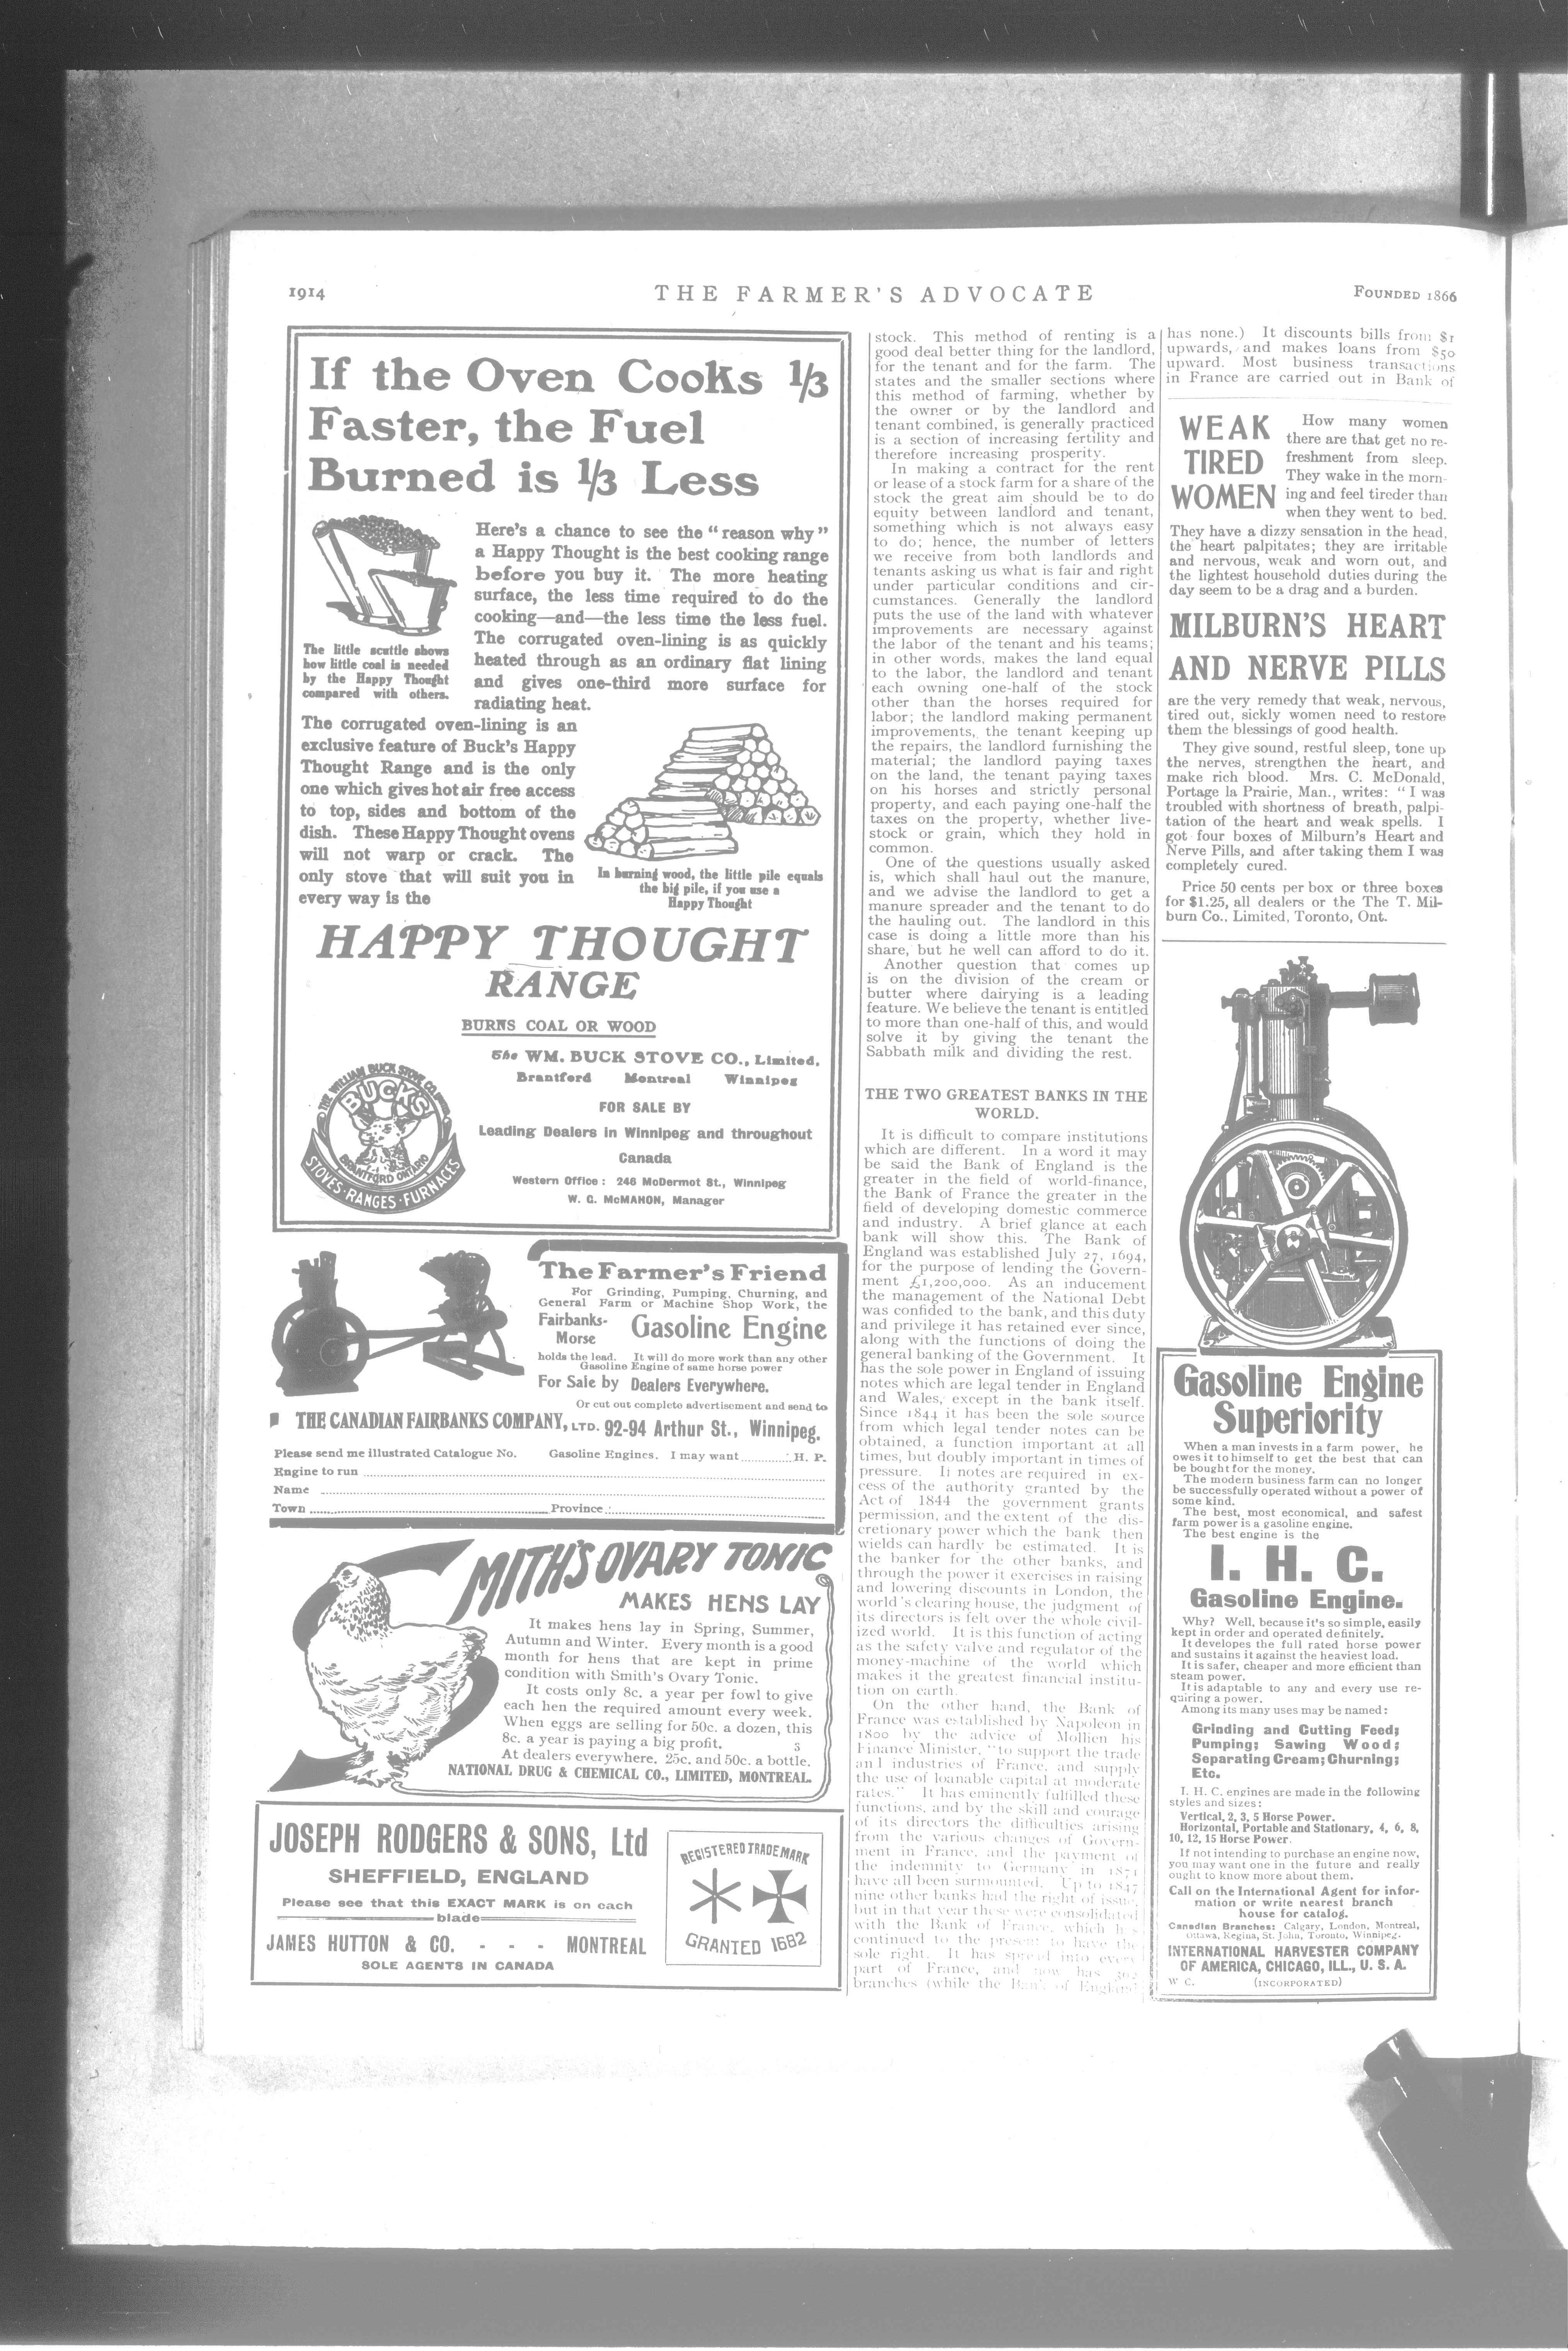 1914
THE FARMER'S ADVOCATE
FOUNDED 1866
If the Oven Cooks 1/3
Faster, the Fuel
Burned is 1/3 Less
Here's a chance to see the "reason why"
a Happy Thought is the best cooking range
before you buy it. The more heating
surface, the less time required to do the
cooking—and—the less time the less fuel.
The corrugated oven-lining is as quickly
heated through as an ordinary flat lining
and gives one-third more surface for
radiating heat.
The little scuttle shows
how little coal is needed
by the Happy Thought
compared with others.
The corrugated oven-lining is an
exclusive feature of Buck's Happy
Thought Range and is the only
one which gives hot air free access
to top, sides and bottom of the
dish. These Happy Thought ovens
will not warp or crack. The
only stove that will suit you in
every way is the
In burning wood, the little pile equals
the big pile, if you use a
Happy Thought
HAPPY THOUGHT
RANGE
BURNS COAL OR WOOD
The WM. BUCK STOVE CO., Limited,
Brantford Montreal Winnipeg
FOR SALE BY
Leading Dealers in Winnipeg and throughout
Canada
Western Office : 246 McDermot St., Winnipeg
W. G. McMAHON, Manager
THE WILLIAM BUCK STOVE CO.
BUCK'S
BRANTFORD ONTARIO
STOVES·RANGES·FURNACES
The Farmer's Friend
For Grinding, Pumping, Churning, and
General Farm or Machine Shop Work, the
Fairbanks-
Morse
Gasoline Engine
holds the lead. It will do more work than any other
Gasoline Engine of same horse power
For Sale by Dealers Everywhere.
Or cut out complete advertisement and send to
THE CANADIAN FAIRBANKS COMPANY, LTD. 92-94 Arthur St., Winnipeg.
Please send me illustrated Catalogue No. Gasoline Engines. I may want ............ H. P.
Engine to run
Name
Town Province
SMITH'S OVARY TONIC
MAKES HENS LAY
It makes hens lay in Spring, Summer,
Autumn and Winter. Every month is a good
month for hens that are kept in prime
condition with Smith's Ovary Tonic.
It costs only 8c. a year per fowl to give
each hen the required amount every week.
When eggs are selling for 50c. a dozen, this
8c. a year is paying a big profit. 3
At dealers everywhere. 25c. and 50c. a bottle.
NATIONAL DRUG & CHEMICAL CO., LIMITED, MONTREAL.
JOSEPH RODGERS & SONS, Ltd
SHEFFIELD, ENGLAND
Please see that this EXACT MARK is on each
blade
JAMES HUTTON & CO. - - - MONTREAL
SOLE AGENTS IN CANADA
REGISTERED TRADE MARK
GRANTED 1682
stock. This method of renting is a
good deal better thing for the landlord,
for the tenant and for the farm. The
states and the smaller sections where
this method of farming, whether by
the owner or by the landlord and
tenant combined, is generally practiced
is a section of increasing fertility and
therefore increasing prosperity.
In making a contract for the rent
or lease of a stock farm for a share of the
stock the great aim should be to do
equity between landlord and tenant,
something which is not always easy
to do; hence, the number of letters
we receive from both landlords and
tenants asking us what is fair and right
under particular conditions and cir-
cumstances. Generally the landlord
puts the use of the land with whatever
improvements are necessary against
the labor of the tenant and his teams;
in other words, makes the land equal
to the labor, the landlord and tenant
each owning one-half of the stock
other than the horses required for
labor; the landlord making permanent
improvements, the tenant keeping up
the repairs, the landlord furnishing the
material; the landlord paying taxes
on the land, the tenant paying taxes
on his horses and strictly personal
property, and each paying one-half the
taxes on the property, whether live-
stock or grain, which they hold in
common.
One of the questions usually asked
is, which shall haul out the manure,
and we advise the landlord to get a
manure spreader and the tenant to do
the hauling out. The landlord in this
case is doing a little more than his
share, but he well can afford to do it.
Another question that comes up
is on the division of the cream or
butter where dairying is a leading
feature. We believe the tenant is entitled
to more than one-half of this, and would
solve it by giving the tenant the
Sabbath milk and dividing the rest.
THE TWO GREATEST BANKS IN THE
WORLD.
It is difficult to compare institutions
which are different. In a word it may
be said the Bank of England is the
greater in the field of world-finance,
the Bank of France the greater in the
field of developing domestic commerce
and industry. A brief glance at each
bank will show this. The Bank of
England was established July 27, 1694,
for the purpose of lending the Govern-
ment £1,200,000. As an inducement
the management of the National Debt
was confided to the bank, and this duty
and privilege it has retained ever since,
along with the functions of doing the
general banking of the Government. It
has the sole power in England of issuing
notes which are legal tender in England
and Wales, except in the bank itself.
Since 1844 it has been the sole source
from which legal tender notes can be
obtained, a function important at all
times, but doubly important in times of
pressure. If notes are required in ex-
cess of the authority granted by the
Act of 1844 the government grants
permission, and the extent of the dis-
cretionary power which the bank then
wields can hardly be estimated. It is
the banker for the other banks, and
through the power it exercises in raising
and lowering discounts in London, the
world's clearing house, the judgment of
its directors is felt over the whole civil-
ized world. It is this function of acting
as the safety valve and regulator of the
money-machine of the world which
makes it the greatest financial institu-
tion on earth.
On the other hand, the Bank of
France was established by Napoleon in
1800 by the advice of Mollien his
Finance Minister, "to support the trade
and industries of France, and supply
the use of loanable capital at moderate
rates." It has eminently fulfilled these
functions, and by the skill and courage
of its directors the difficulties arising
from the various changes of Govern-
ment in France, and the payment of
the indemnity to Germany in 1871
have all been surmounted. Up to 1847
nine other banks had the right of issue,
but in that year these were consolidated
with the Bank of France, which has
continued to the present to have the
sole right. It has spread into every
part of France, and now has
branches (while the Bank of England
has none.) It discounts bills from $1
upwards, and makes loans from $50
upward. Most business transactions
in France are carried out in Bank of
WEAK
TIRED
WOMEN
How many women
there are that get no re-
freshment from sleep.
They wake in the morn-
ing and feel tireder than
when they went to bed.
They have a dizzy sensation in the head,
the heart palpitates; they are irritable
and nervous, weak and worn out, and
the lightest household duties during the
day seem to be a drag and a burden.
MILBURN'S HEART
AND NERVE PILLS
are the very remedy that weak, nervous,
tired out, sickly women need to restore
them the blessings of good health.
They give sound, restful sleep, tone up
the nerves, strengthen the heart, and
make rich blood. Mrs. C. McDonald,
Portage la Prairie, Man., writes: "I was
troubled with shortness of breath, palpi-
tation of the heart and weak spells. I
got four boxes of Milburn's Heart and
Nerve Pills, and after taking them I was
completely cured.
Price 50 cents per box or three boxes
for $1.25, all dealers or the The T. Mil-
burn Co., Limited, Toronto, Ont.
Gasoline Engine
Superiority
When a man invests in a farm power, he
owes it to himself to get the best that can
be bought for the money.
The modern business farm can no longer
be successfully operated without a power of
some kind.
The best, most economical, and safest
farm power is a gasoline engine.
The best engine is the
I. H. C.
Gasoline Engine.
Why? Well, because it's so simple, easily
kept in order and operated definitely.
It develops the full rated horse power
and sustains it against the heaviest load.
It is safer, cheaper and more efficient than
steam power.
It is adaptable to any and every use re-
quiring a power.
Among its many uses may be named:
Grinding and Cutting Feed;
Pumping; Sawing Wood;
Separating Cream; Churning;
Etc.
I. H. C. engines are made in the following
styles and sizes:
Vertical, 2, 3, 5 Horse Power.
Horizontal, Portable and Stationary, 4, 6, 8,
10, 12, 15 Horse Power.
If not intending to purchase an engine now,
you may want one in the future and really
ought to know more about them.
Call on the International Agent for infor-
mation or write nearest branch
house for catalog.
Canadian Branches: Calgary, London, Montreal,
Ottawa, Regina, St. John, Toronto, Winnipeg.
INTERNATIONAL HARVESTER COMPANY
OF AMERICA, CHICAGO, ILL., U. S. A.
W C. (INCORPORATED)